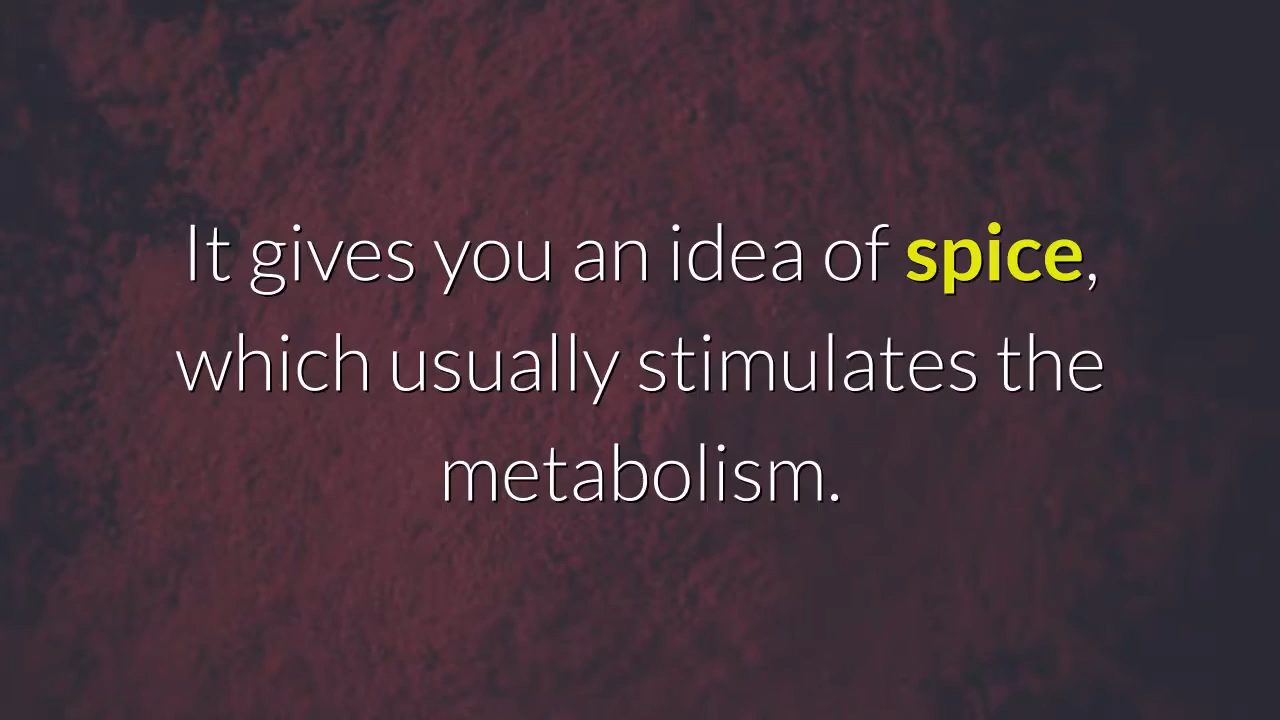 It gives you an idea of spice,
which usually stimulates the
metabolism.